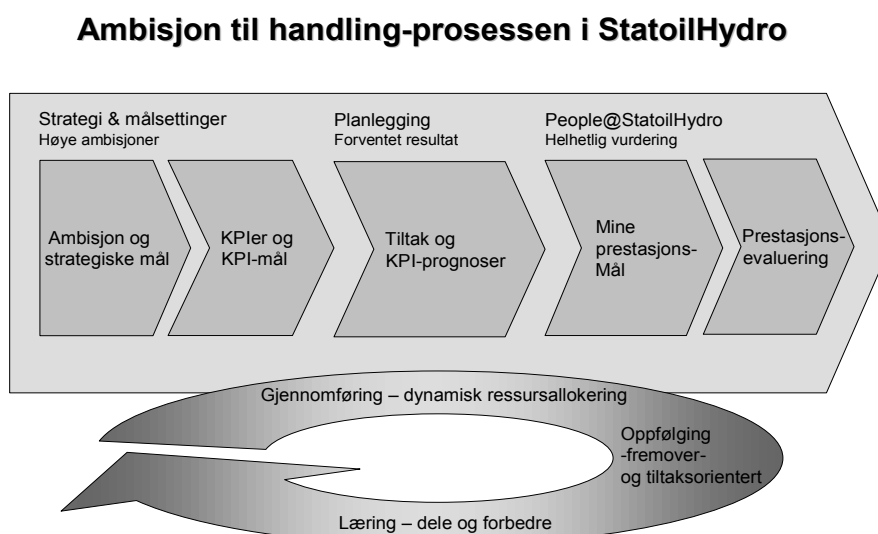 Ambisjon til handling-prosessen i StatoilHydro
Strategi & målsettinger
Høye ambisjoner
Planlegging
Forventet resultat
People@StatoilHydro
Helhetlig vurdering
Ambisjon og
strategiske mål
KPIer og
KPI-mål
Tiltak og
KPI-prognoser
Mine
prestasjons-
Mål
Prestasjons-
evaluering
Gjennomføring – dynamisk ressursallokering
Oppfølging
-fremover-
og tiltaksorientert
Læring – dele og forbedre